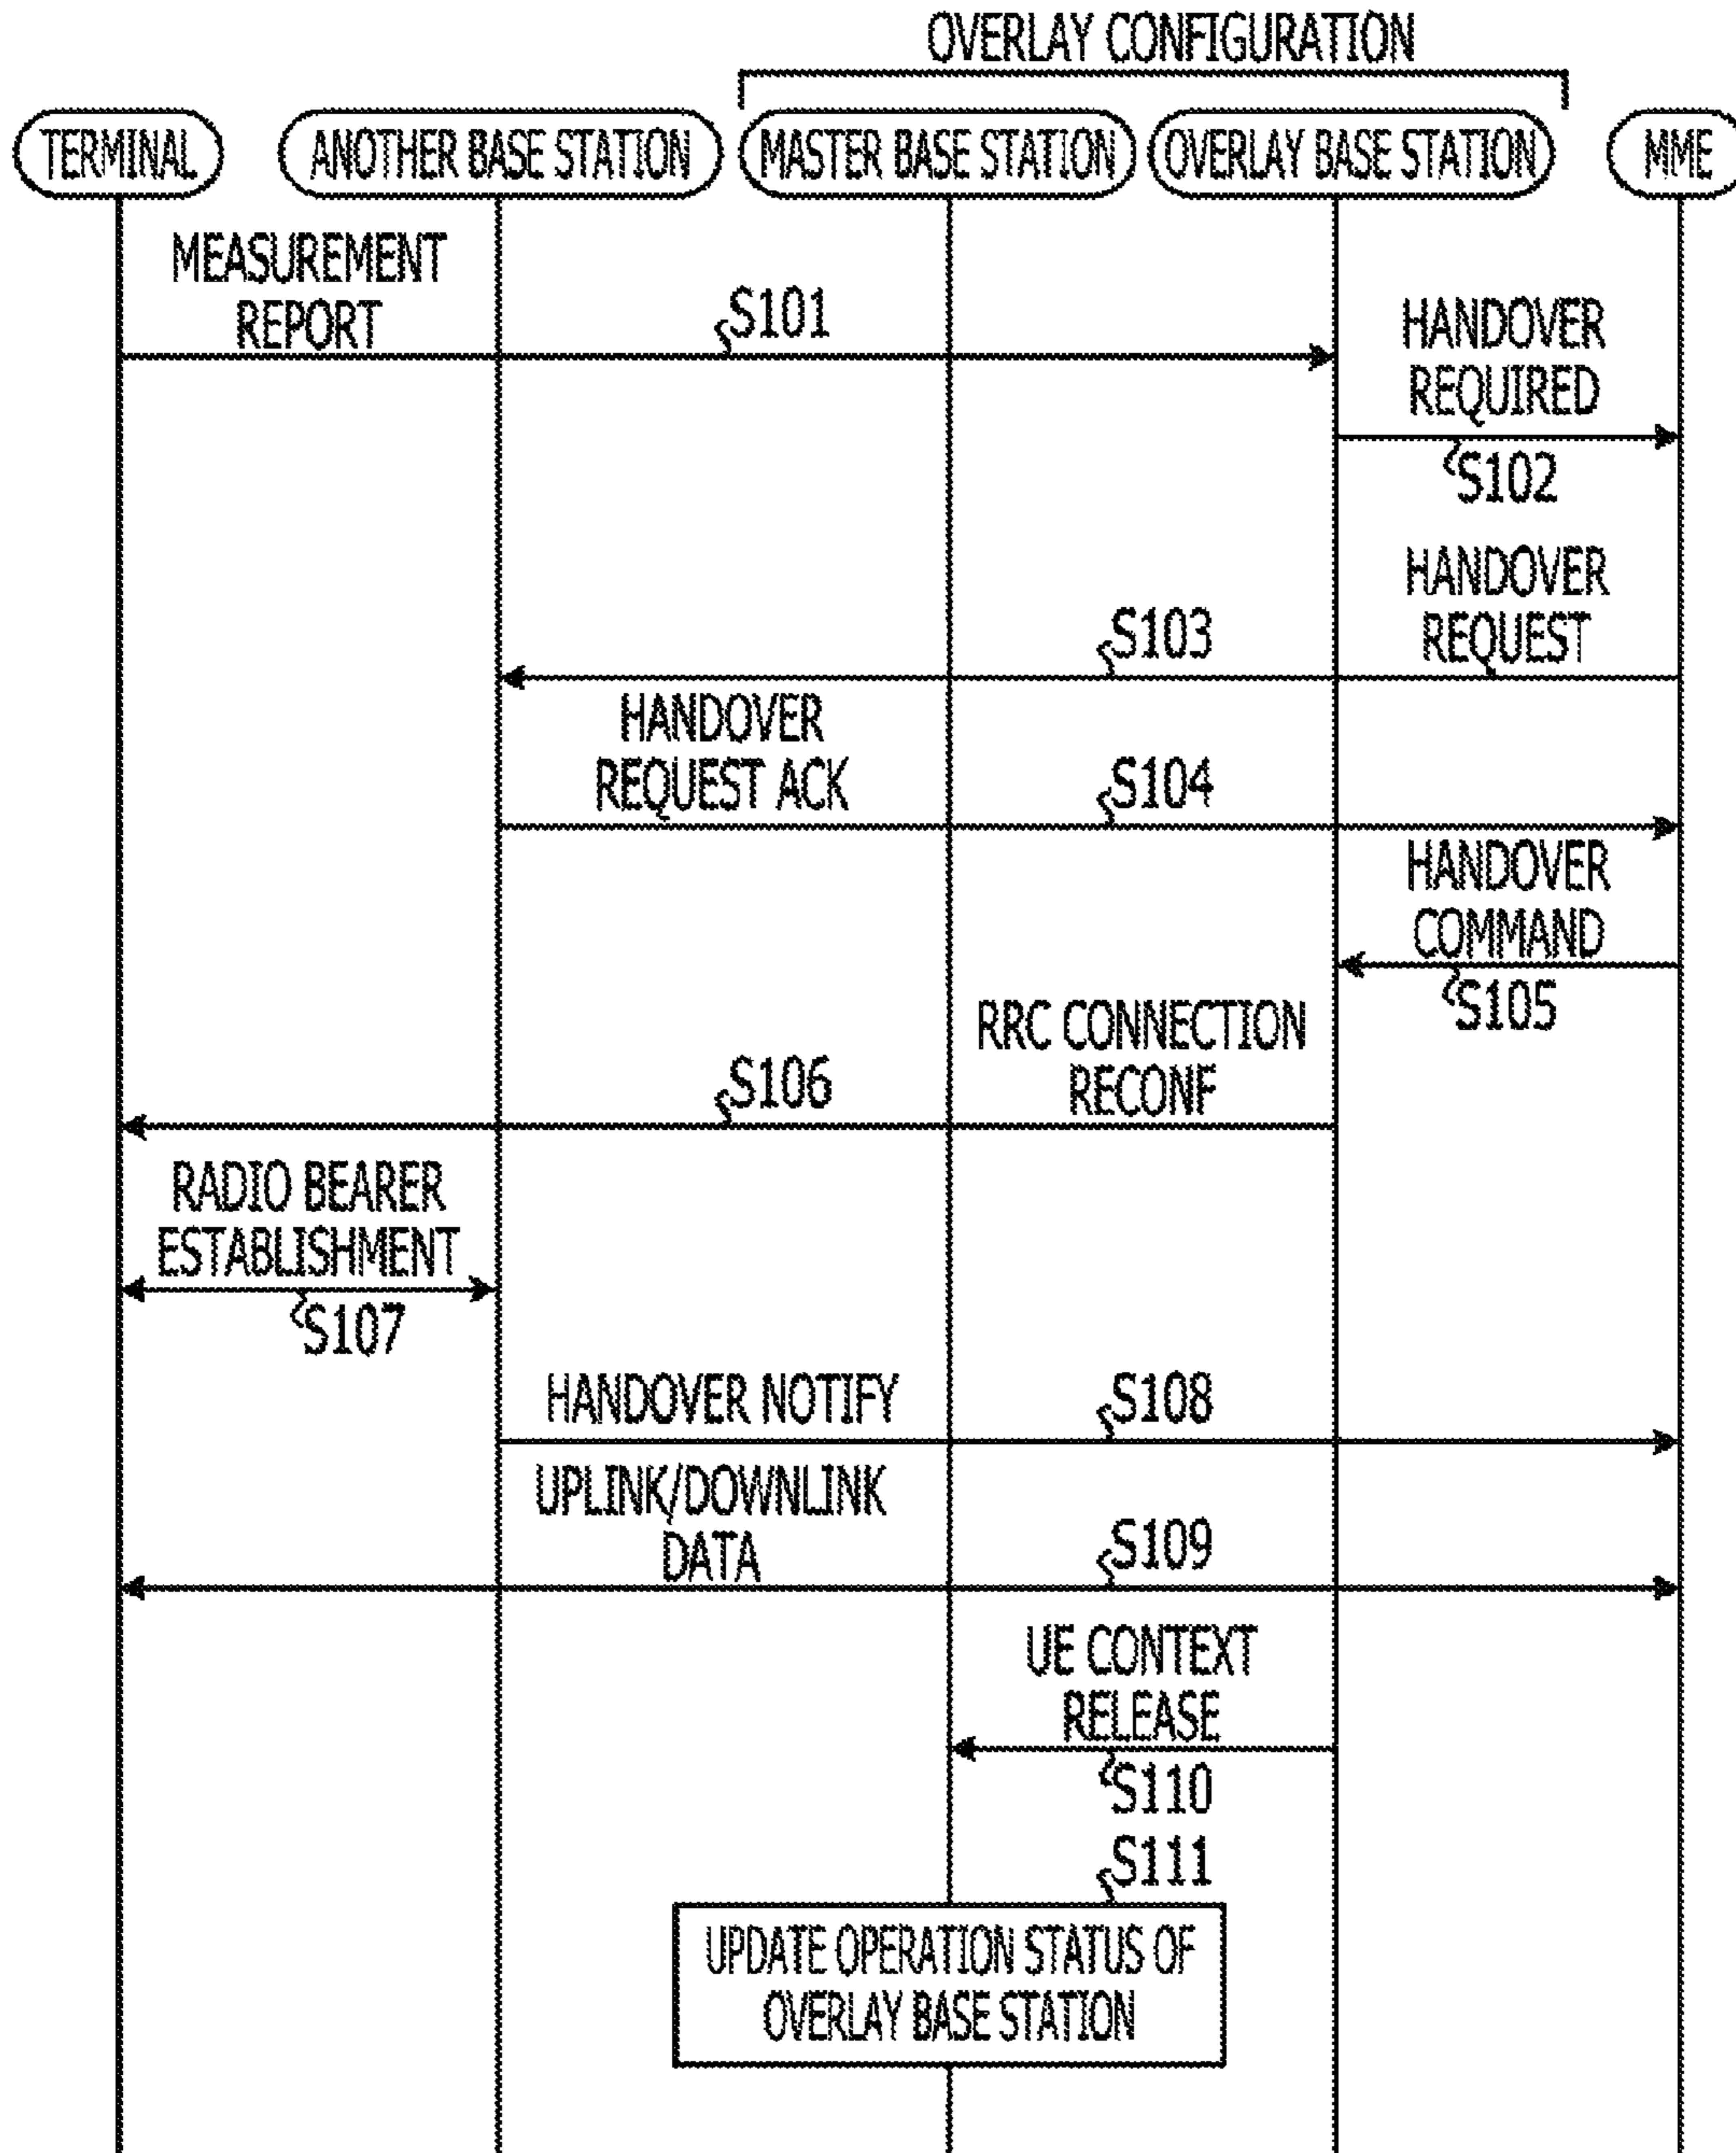 OVERLAY CONFIGURATION
TERMINAL
ANOTHER BASE STATION
MASTER BASE STATION
OVERLAY BASE STATION
MME
MEASUREMENT
REPORT
S101
HANDOVER
REQUIRED
S102
HANDOVER
REQUEST
S103
HANDOVER
REQUEST ACK
S104
HANDOVER
COMMAND
S105
RRC CONNECTION
RECONF
S106
RADIO BEARER
ESTABLISHMENT
S107
HANDOVER NOTIFY
S108
UPLINK/DOWNLINK
DATA
S109
UE CONTEXT
RELEASE
S110
S111
UPDATE OPERATION STATUS OF
OVERLAY BASE STATION